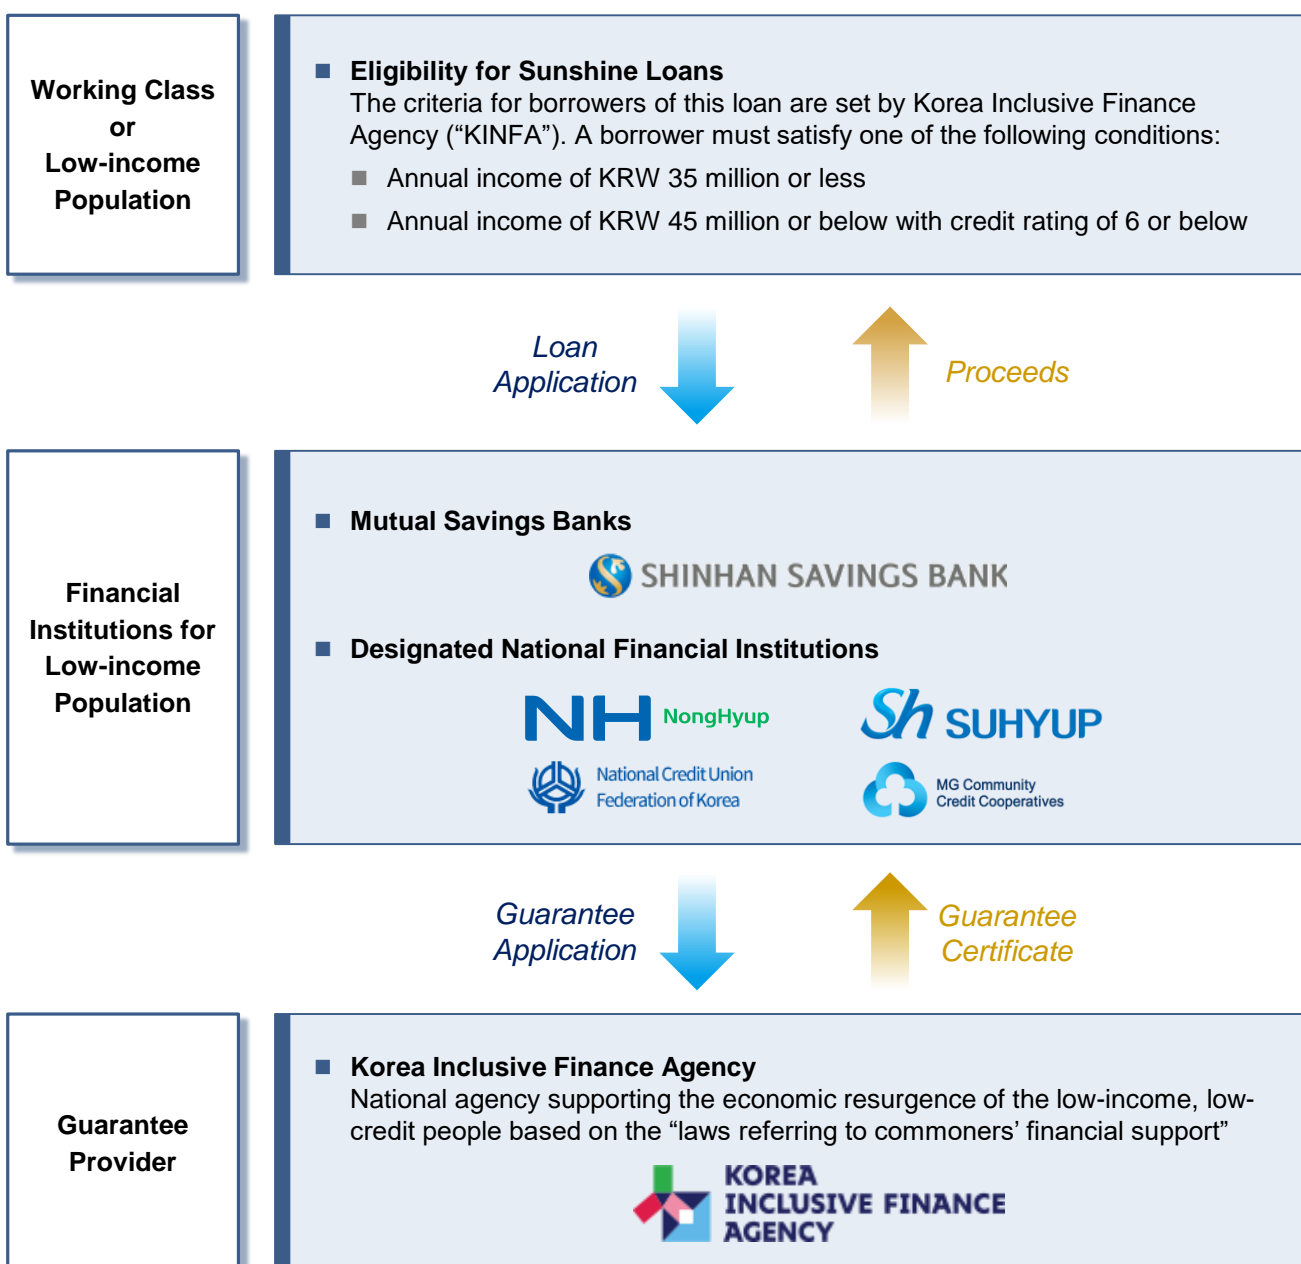 Working Class
or
Low-income
Population
Eligibility for Sunshine Loans
The criteria for borrowers of this loan are set by Korea Inclusive Finance
Agency (“KINFA”). A borrower must satisfy one of the following conditions:
Annual income of KRW 35 million or less
Annual income of KRW 45 million or below with credit rating of 6 or below
Loan
Application
Proceeds
Financial
Institutions for
Low-income
Population
Mutual Savings Banks
SHINHAN SAVINGS BANK
Designated National Financial Institutions
NH NongHyup
Sh SUHYUP
National Credit Union
Federation of Korea
MG Community
Credit Cooperatives
Guarantee
Application
Guarantee
Certificate
Guarantee
Provider
Korea Inclusive Finance Agency
National agency supporting the economic resurgence of the low-income, low-
credit people based on the “laws referring to commoners’ financial support”
KOREA
INCLUSIVE FINANCE
AGENCY